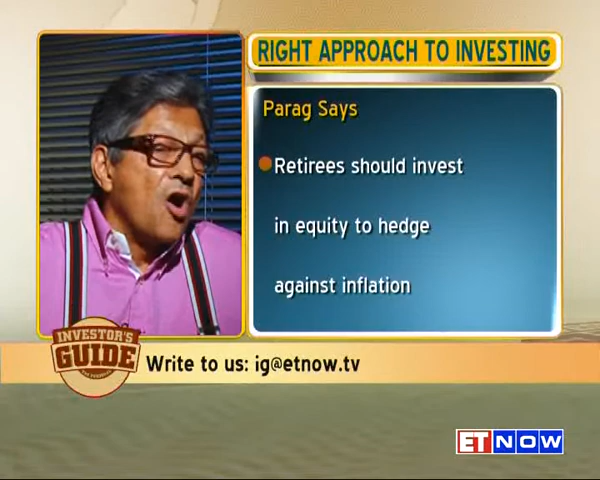 RIGHT APPROACH TO INVESTING
Parag Says
Retirees should invest
in equity to hedge
against inflation
INVESTOR'S
GUIDE
Write to us: ig@etnow.tv
ET NOW